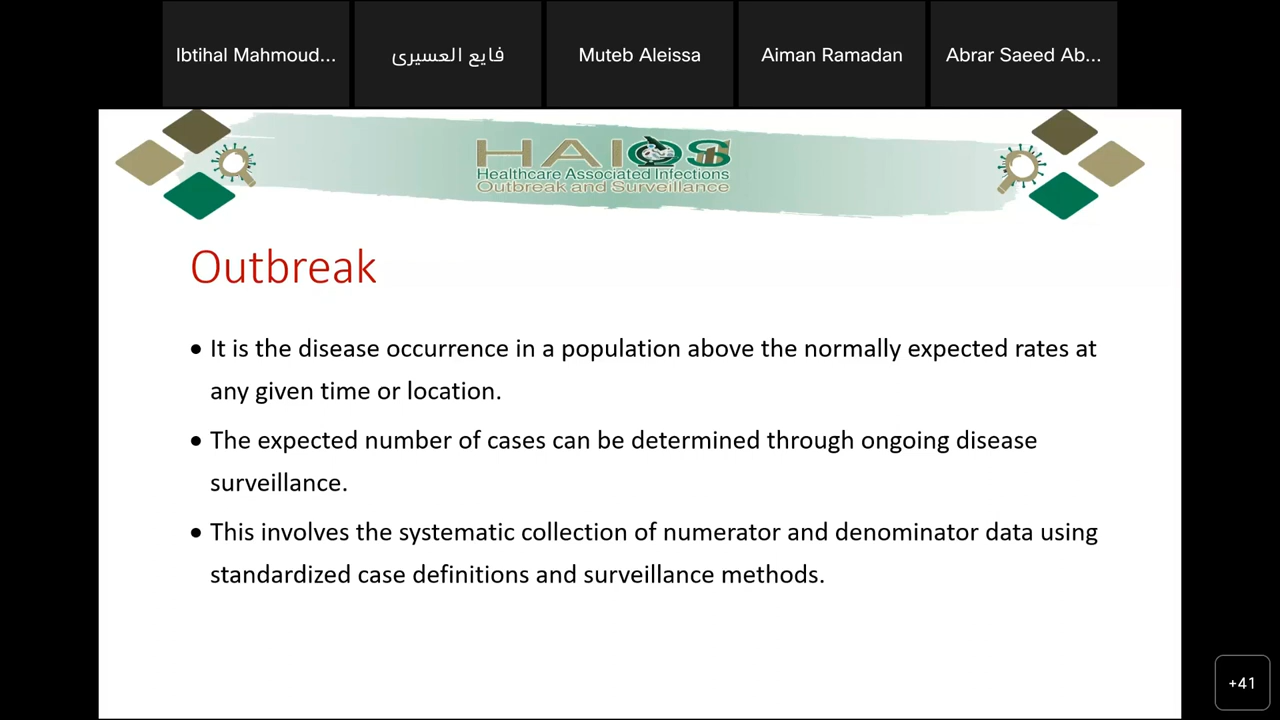 Ibtihal Mahmoud...
فايع العسيرى
Muteb Aleissa
Aiman Ramadan
Abrar Saeed Ab...
HAIOS
Healthcare Associated Infections
Outbreak and Surveillance
Outbreak
• It is the disease occurrence in a population above the normally expected rates at
any given time or location.
• The expected number of cases can be determined through ongoing disease
surveillance.
• This involves the systematic collection of numerator and denominator data using
standardized case definitions and surveillance methods.
+41